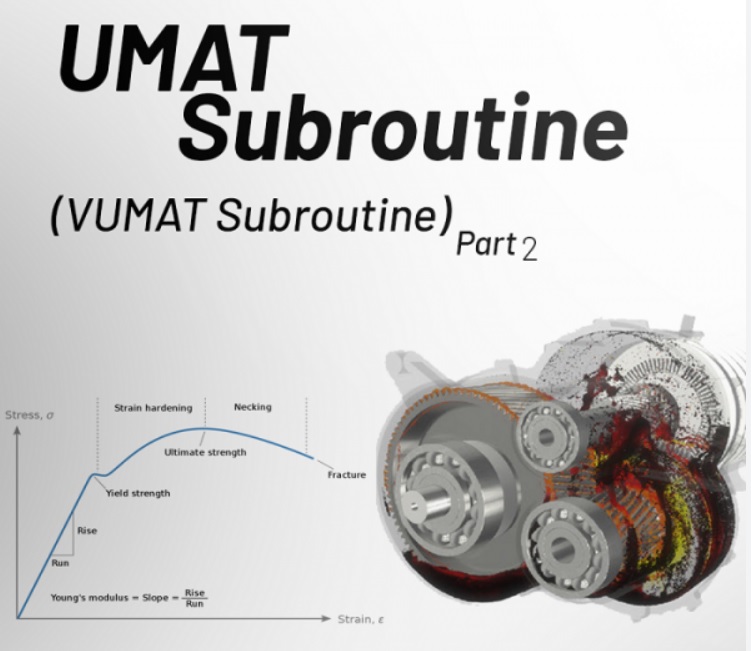 UMAT
Subroutine
(VUMAT Subroutine)
Part 2
Stress, σ
Strain hardening
Necking
Ultimate strength
Fracture
Yield strength
Rise
Run
Young's modulus = Slope = Rise
Run
Strain, ε